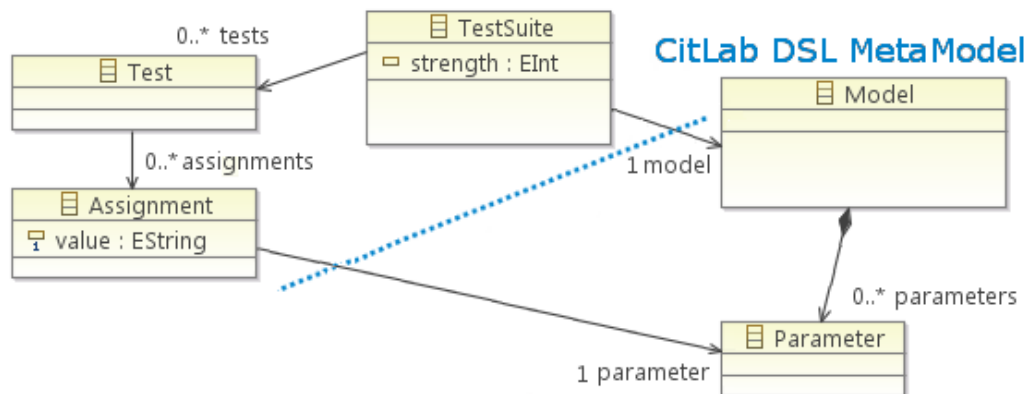 0..* tests
TestSuite
strength : EInt
CitLab DSL MetaModel
Test
Model
0..* assignments
1 model
Assignment
1
value : EString
0..* parameters
Parameter
1 parameter